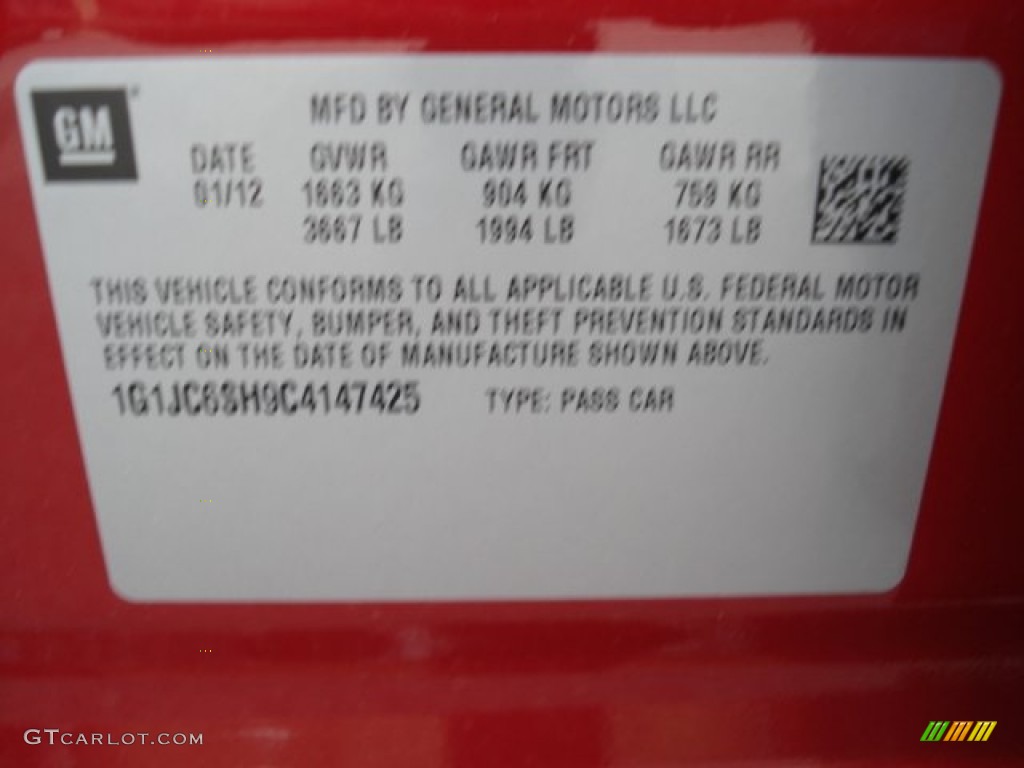 GM
MFD BY GENERAL MOTORS LLC
DATE GVWR GAWR FRT GAWR RR
01/12 1663 KG 904 KG 759 KG
3667 LB 1994 LB 1673 LB
THIS VEHICLE CONFORMS TO ALL APPLICABLE U.S. FEDERAL MOTOR
VEHICLE SAFETY, BUMPER, AND THEFT PREVENTION STANDARDS IN
EFFECT ON THE DATE OF MANUFACTURE SHOWN ABOVE.
1G1JC6SH9C4147425 TYPE: PASS CAR
GTCARLOT.COM